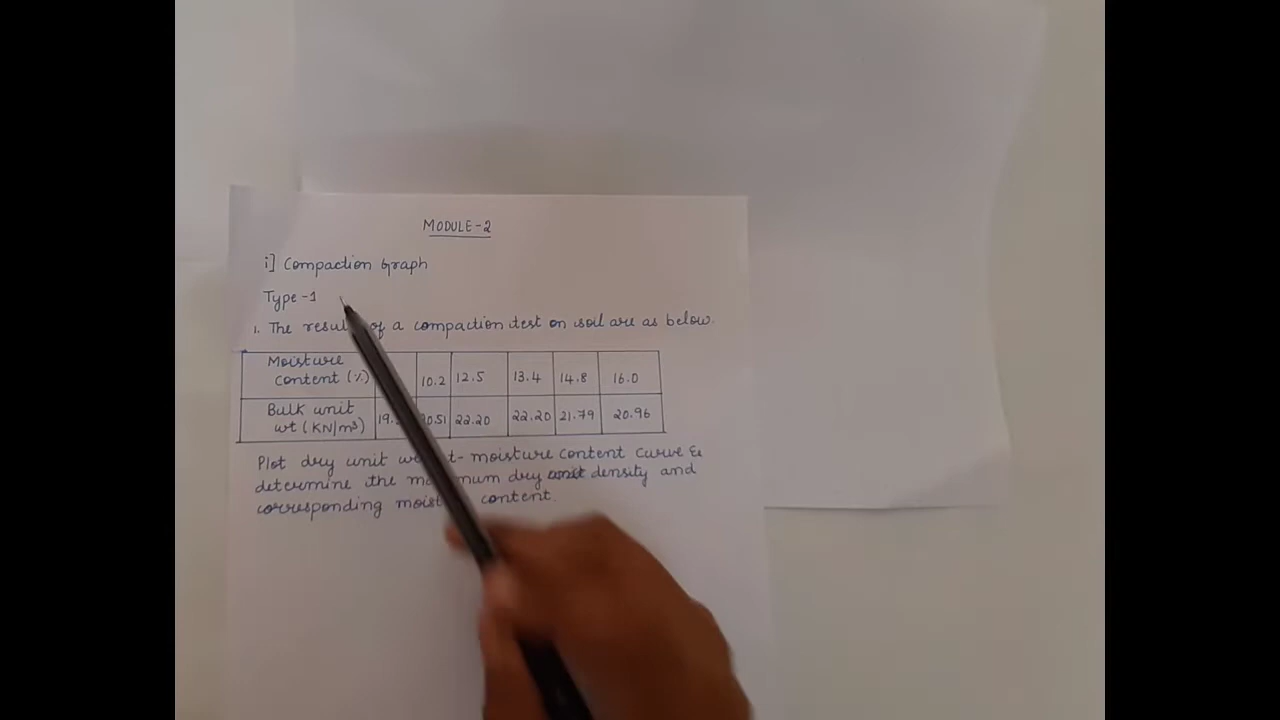 MODULE-2
i] Compaction Graph
Type -1
1. The result of a compaction test on soil are as below.
Moisture content (%) 10.2 12.5 13.4 14.8 16.0
Bulk unit wt (KN/m³) 22.20 22.20 21.79 20.96
Plot dry unit moisture content curve &
determine the dry density and
corresponding content.